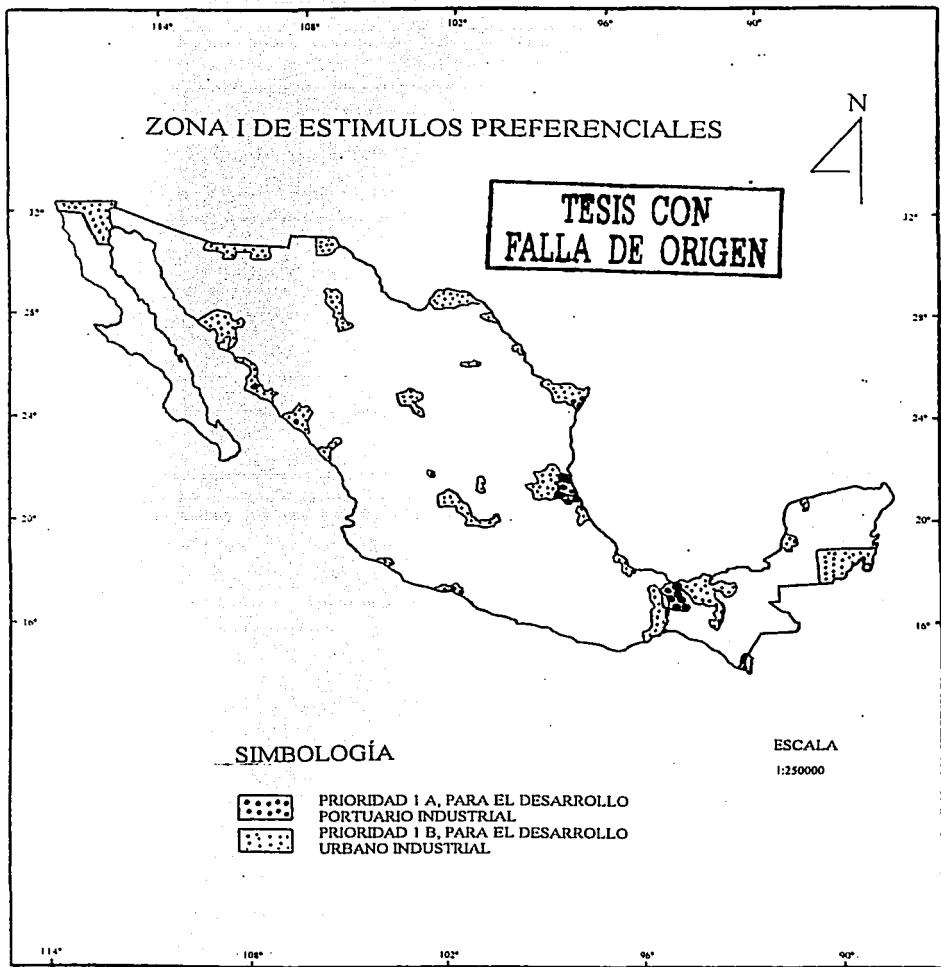 114° 108° 102° 96° 90°
N
ZONA I DE ESTIMULOS PREFERENCIALES
TESIS CON
FALLA DE ORIGEN
32° 32°
28° 28°
24° 24°
20° 20°
16° 16°
SIMBOLOGÍA
ESCALA
1:250000
PRIORIDAD 1 A, PARA EL DESARROLLO
PORTUARIO INDUSTRIAL
PRIORIDAD 1 B, PARA EL DESARROLLO
URBANO INDUSTRIAL
114° 108° 102° 96° 90°